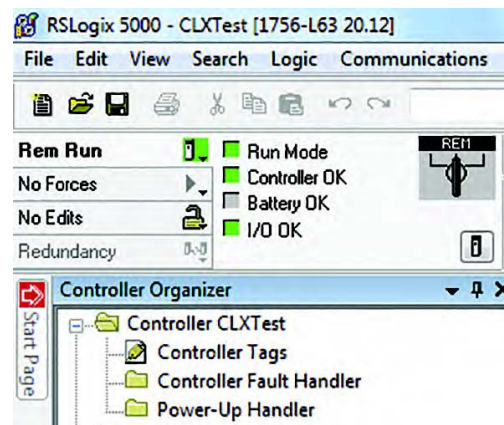 RSLogix 5000 - CLXTest [1756-L63 20.12]
File Edit View Search Logic Communications
Rem Run
No Forces
No Edits
Redundancy
Run Mode
Controller OK
Battery OK
I/O OK
REM
Start Page
Controller Organizer
Controller CLXTest
Controller Tags
Controller Fault Handler
Power-Up Handler